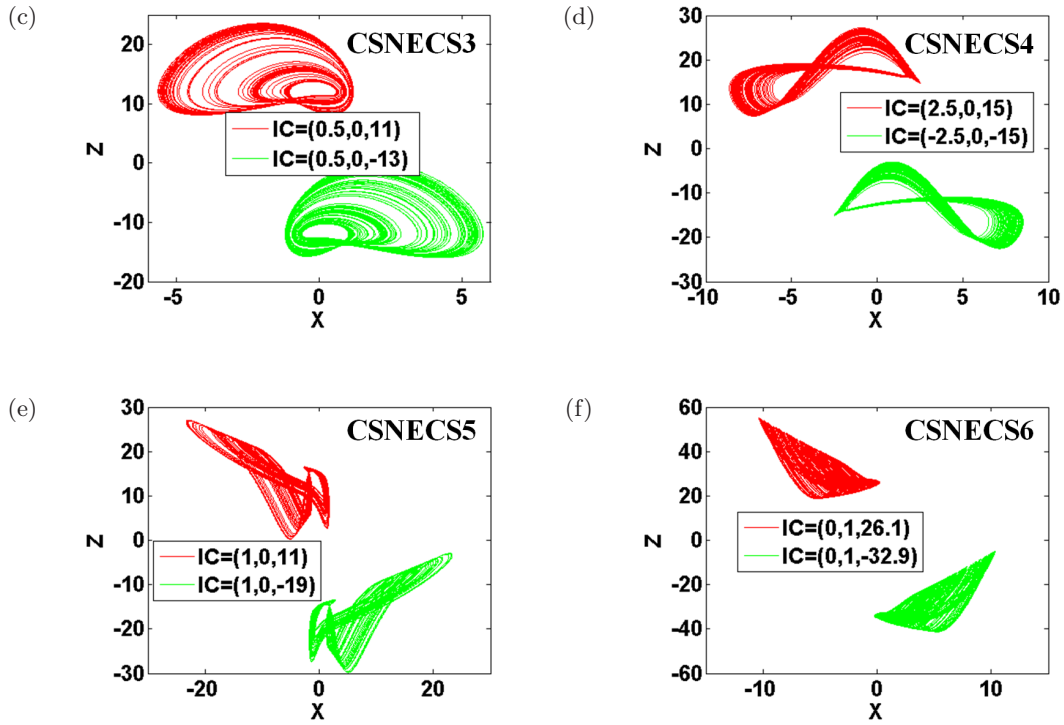 (c)
CSNECS3
20
10
0
-10
-20
Z
IC=(0.5,0,11)
IC=(0.5,0,-13)
-5
0
5
X
(d)
CSNECS4
30
20
10
0
-10
-20
-30
Z
IC=(2.5,0,15)
IC=(-2.5,0,-15)
-10
-5
0
5
10
X
(e)
CSNECS5
30
20
10
0
-10
-20
-30
Z
IC=(1,0,11)
IC=(1,0,-19)
-20
0
20
X
(f)
CSNECS6
60
40
20
0
-20
-40
-60
Z
IC=(0,1,26.1)
IC=(0,1,-32.9)
-10
0
10
X